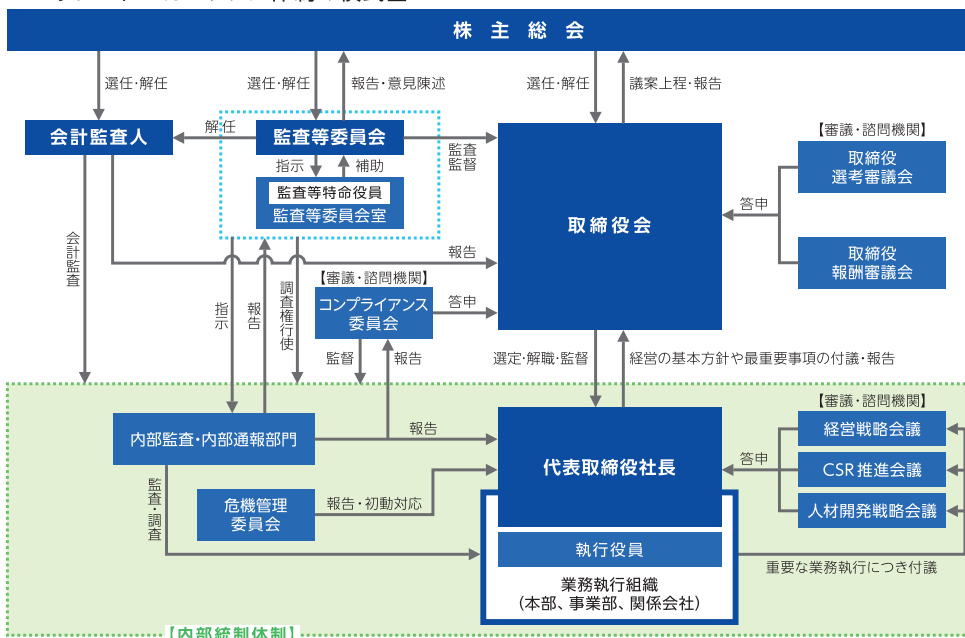 株主総会
選任・解任
選任・解任
報告・意見陳述
選任・解任
議案上程・報告
会計監査人
解任
監査等委員会
監査
監督
指示
補助
監査等特命役員
監査等委員会室
取締役会
【審議・諮問機関】
取締役
選考審議会
答申
取締役
報酬審議会
会計監査
報告
指示
報告
調査権行使
【審議・諮問機関】
コンプライアンス
委員会
答申
監督
報告
選定・解職・監督
経営の基本方針や最重要事項の付議・報告
内部監査・内部通報部門
報告
代表取締役社長
【審議・諮問機関】
経営戦略会議
答申
CSR推進会議
人材開発戦略会議
監査・調査
危機管理
委員会
報告・初動対応
執行役員
業務執行組織
(本部、事業部、関係会社)
重要な業務執行につき付議
【内部統制体制】